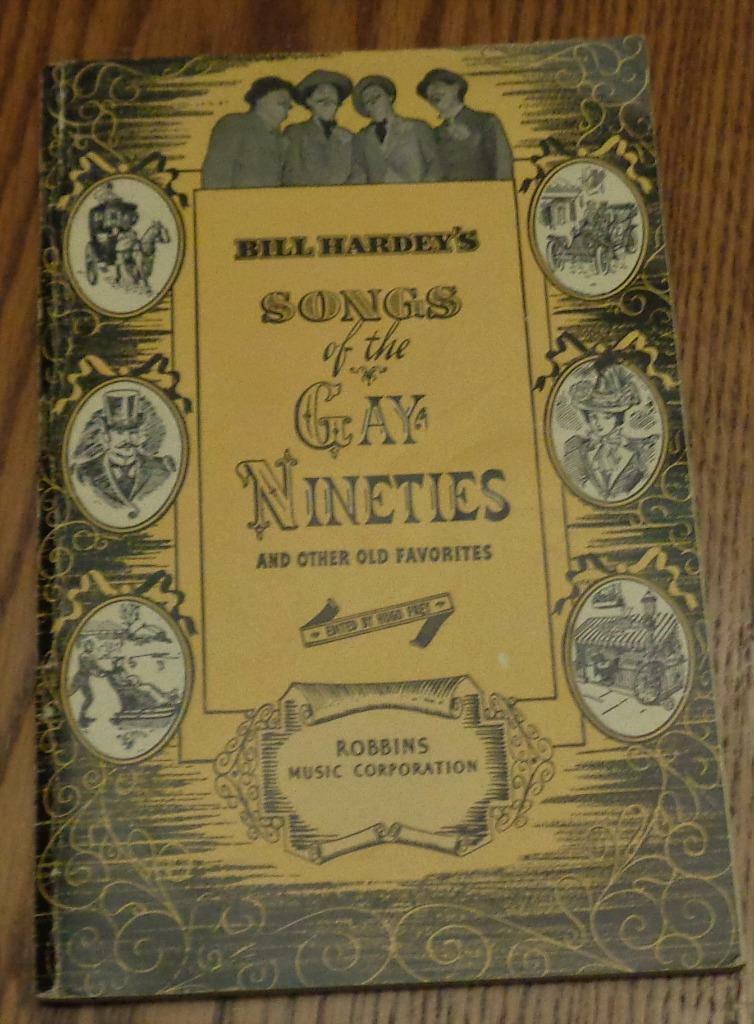 BILL HARDEY'S
SONGS
of the
GAY
NINETIES
AND OTHER OLD FAVORITES
EDITED BY HUGO FREY
ROBBINS
MUSIC CORPORATION